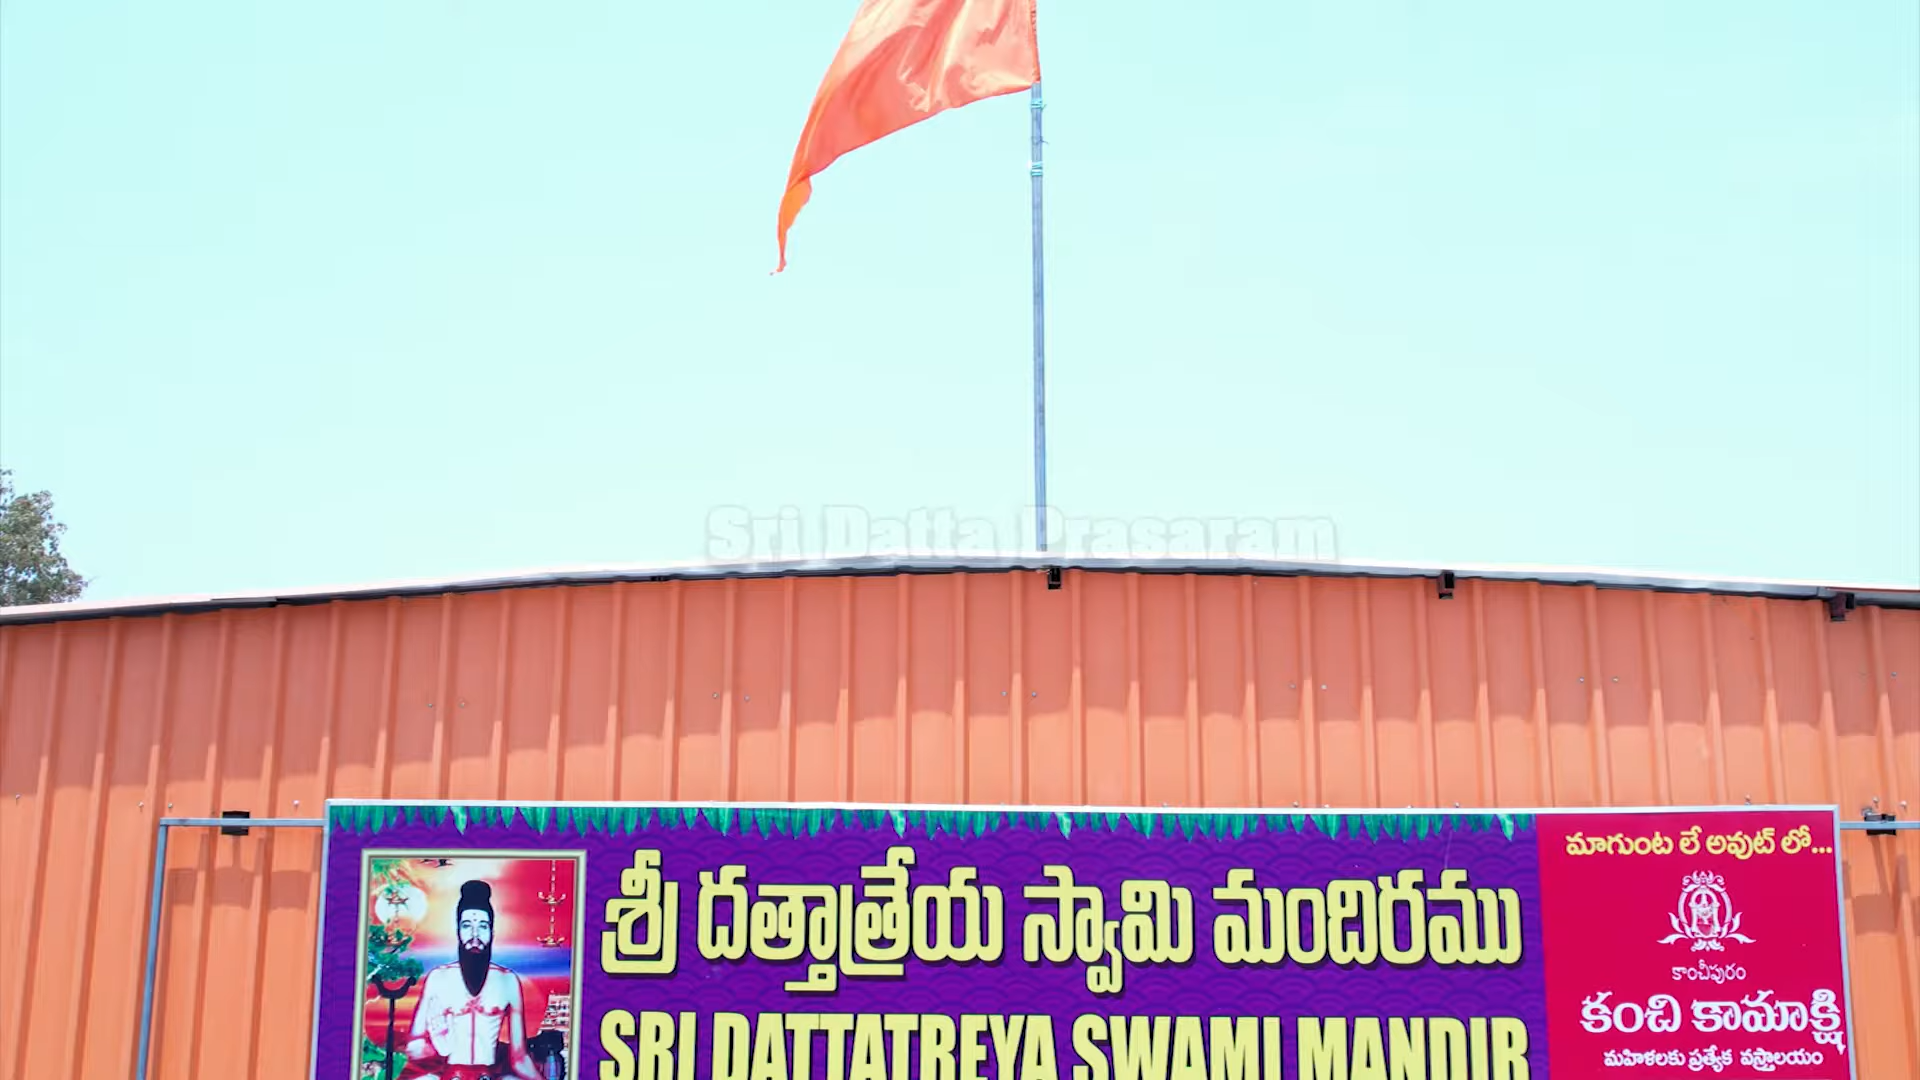 Sri Datta Prasaram
శ్రీ దత్తాత్రేయ స్వామి మందిరము
SRI DATTATREYA SWAMI MANDIR
మాగుంట లే అవుట్ లో...
కాంచీపురం
కంచి కామాక్షి
మహిళలకు ప్రత్యేక వస్త్రాలయం